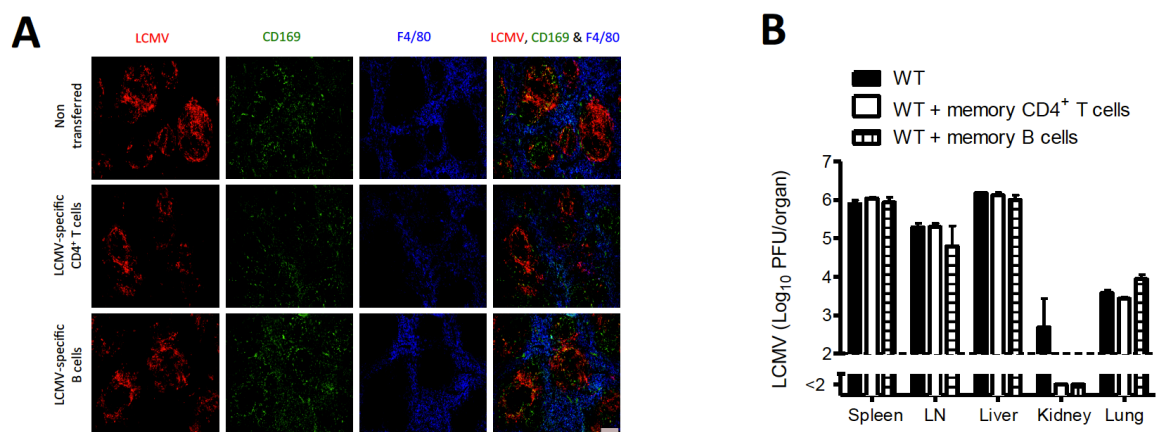 A
LCMV
CD169
F4/80
LCMV, CD169 & F4/80
Non
transferred
LCMV-specific
CD4⁺ T cells
LCMV-specific
B cells
B
WT
WT + memory CD4⁺ T cells
WT + memory B cells
LCMV (Log₁₀ PFU/organ)
7
6
5
4
3
2
<2
Spleen LN Liver Kidney Lung